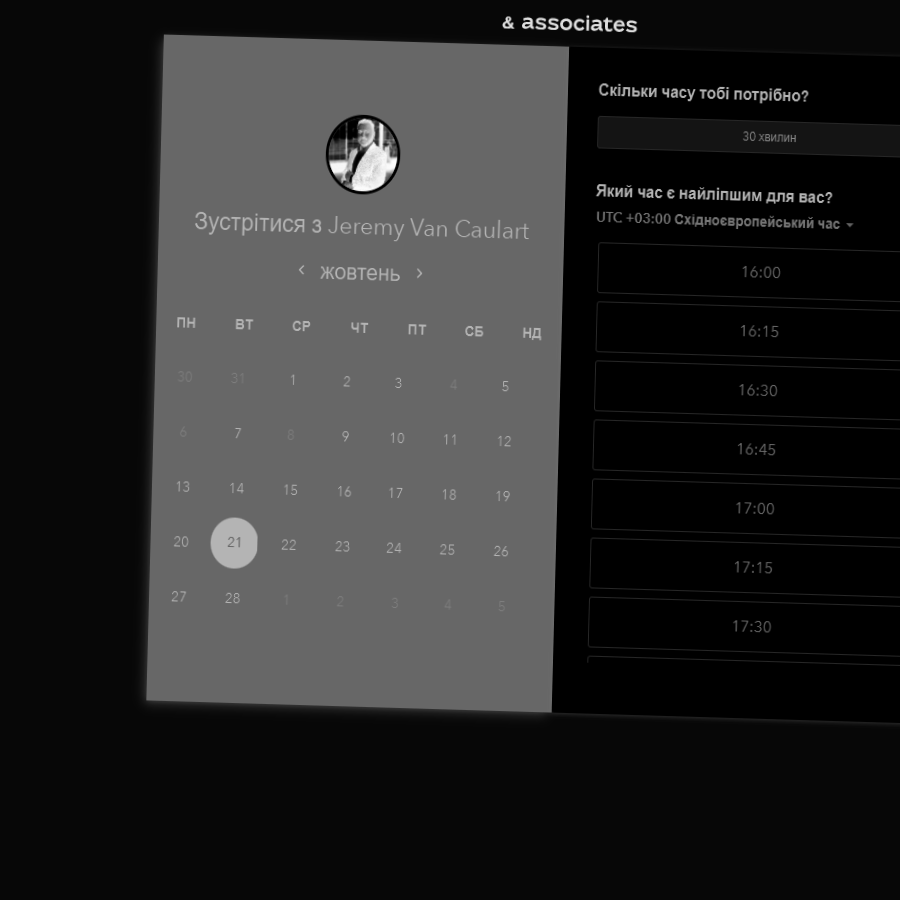 & associates
Зустрітися з Jeremy Van Caulart
‹ жовтень ›
ПН ВТ СР ЧТ ПТ СБ НД
30 31 1 2 3 4 5
6 7 8 9 10 11 12
13 14 15 16 17 18 19
20 21 22 23 24 25 26
27 28 1 2 3 4 5
Скільки часу тобі потрібно?
30 хвилин
Який час є найліпшим для вас?
UTC +03:00 Східноєвропейський час
16:00
16:15
16:30
16:45
17:00
17:15
17:30